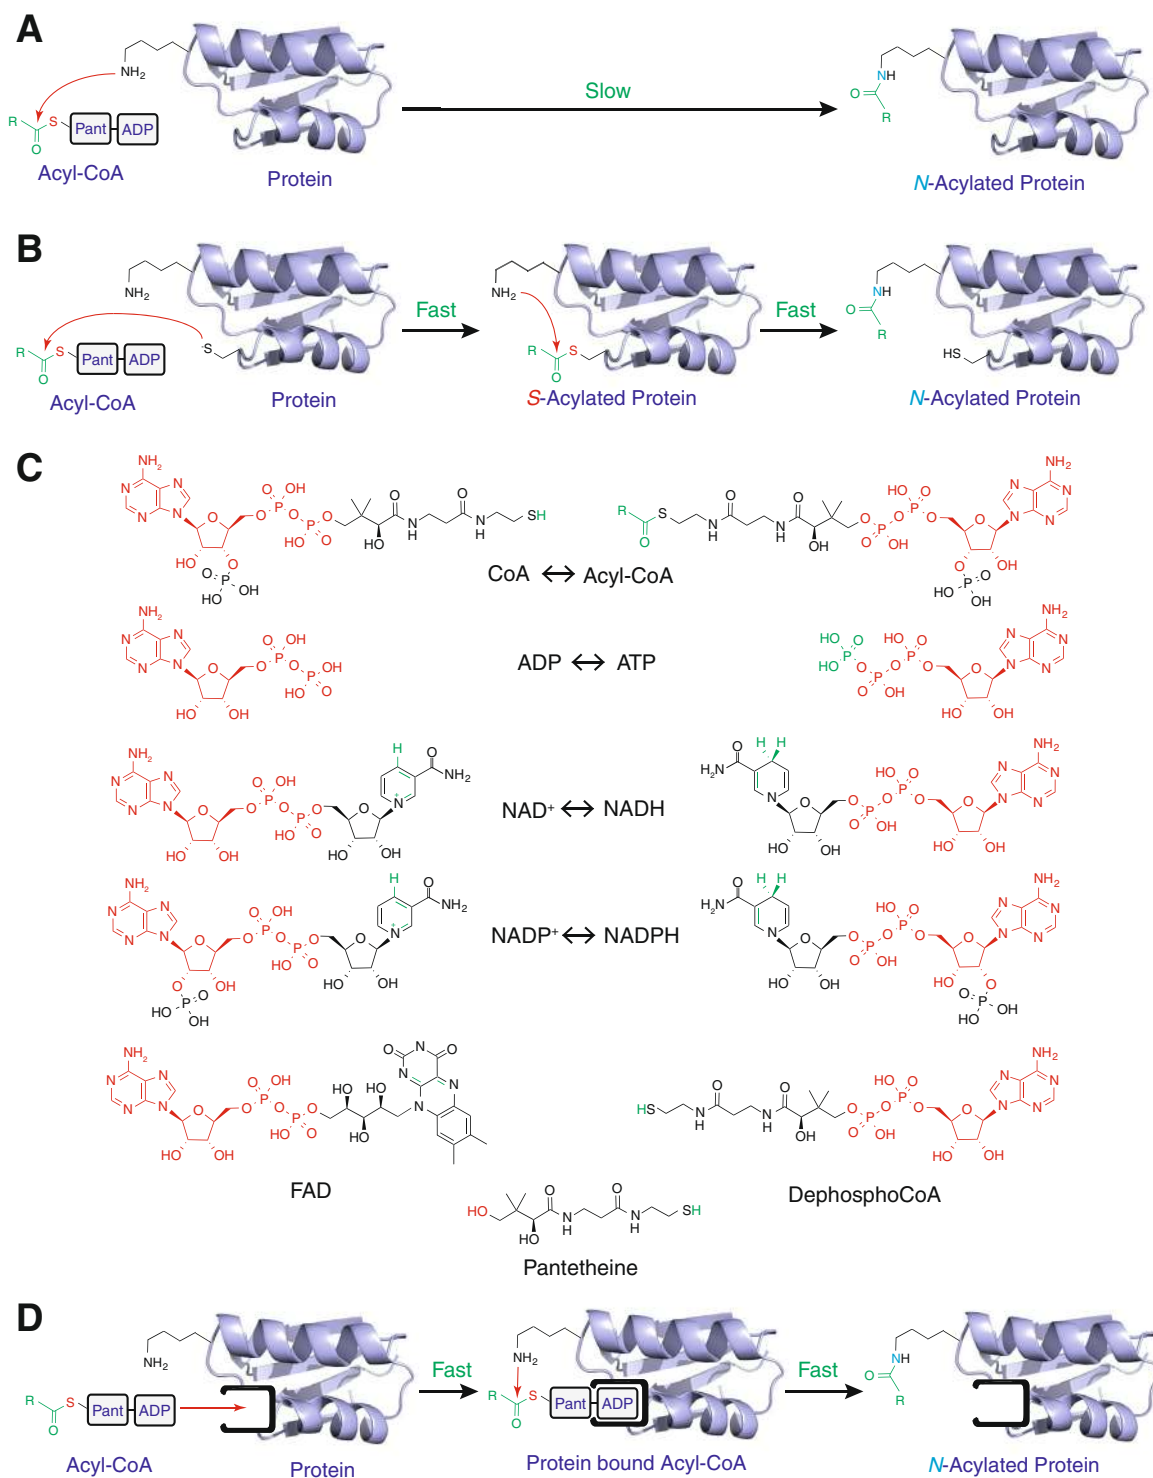 A
NH₂
Slow
NH
O
R
R
S
Pant
ADP
O
Acyl-CoA
Protein
N-Acylated Protein
B
NH₂
NH₂
NH
O
R
Fast
Fast
R
S
Pant
ADP
O
S
R
S
O
HS
Acyl-CoA
Protein
S-Acylated Protein
N-Acylated Protein
C
CoA ↔ Acyl-CoA
ADP ↔ ATP
NAD⁺ ↔ NADH
NADP⁺ ↔ NADPH
FAD
DephosphoCoA
Pantetheine
D
NH₂
NH₂
NH
O
R
Fast
Fast
R
S
Pant
ADP
O
R
S
Pant
ADP
O
Acyl-CoA
Protein
Protein bound Acyl-CoA
N-Acylated Protein